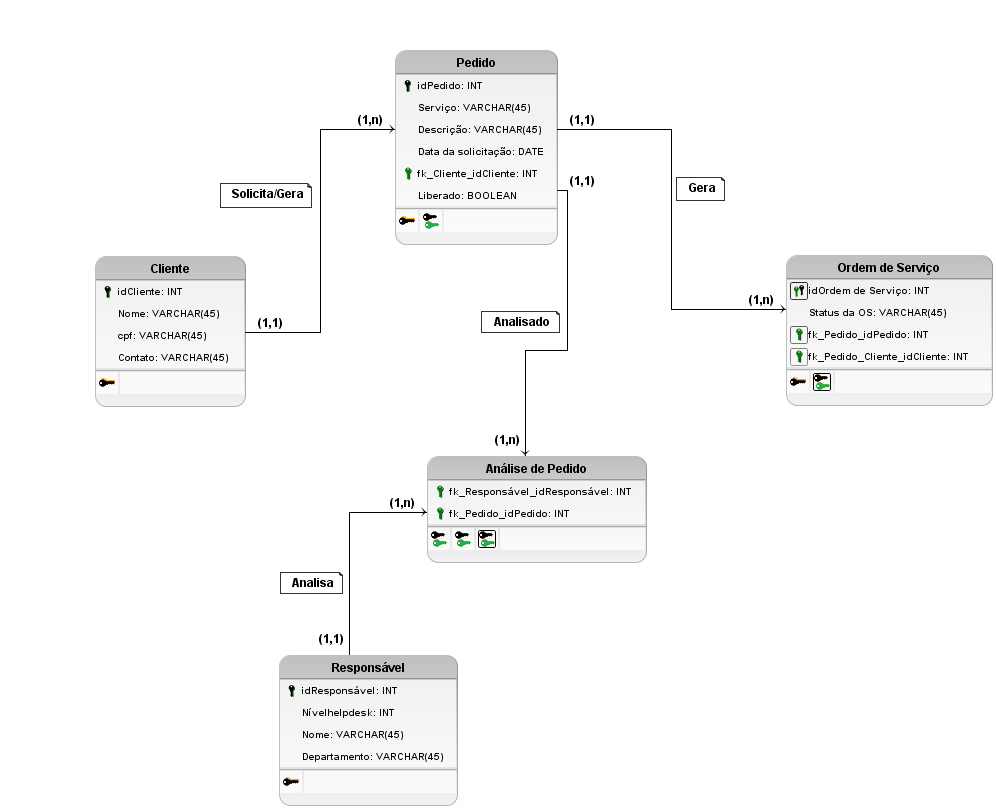 Pedido
idPedido: INT
Serviço: VARCHAR(45)
Descrição: VARCHAR(45)
Data da solicitação: DATE
fk_Cliente_idCliente: INT
Liberado: BOOLEAN
(1,n)
(1,1)
(1,1)
Solicita/Gera
Gera
Cliente
idCliente: INT
Nome: VARCHAR(45)
cpf: VARCHAR(45)
Contato: VARCHAR(45)
(1,1)
Analisado
(1,n)
Ordem de Serviço
idOrdem de Serviço: INT
Status da OS: VARCHAR(45)
fk_Pedido_idPedido: INT
fk_Pedido_Cliente_idCliente: INT
(1,n)
Análise de Pedido
fk_Responsável_idResponsável: INT
fk_Pedido_idPedido: INT
(1,n)
Analisa
(1,1)
Responsável
idResponsável: INT
Nívelhelpdesk: INT
Nome: VARCHAR(45)
Departamento: VARCHAR(45)